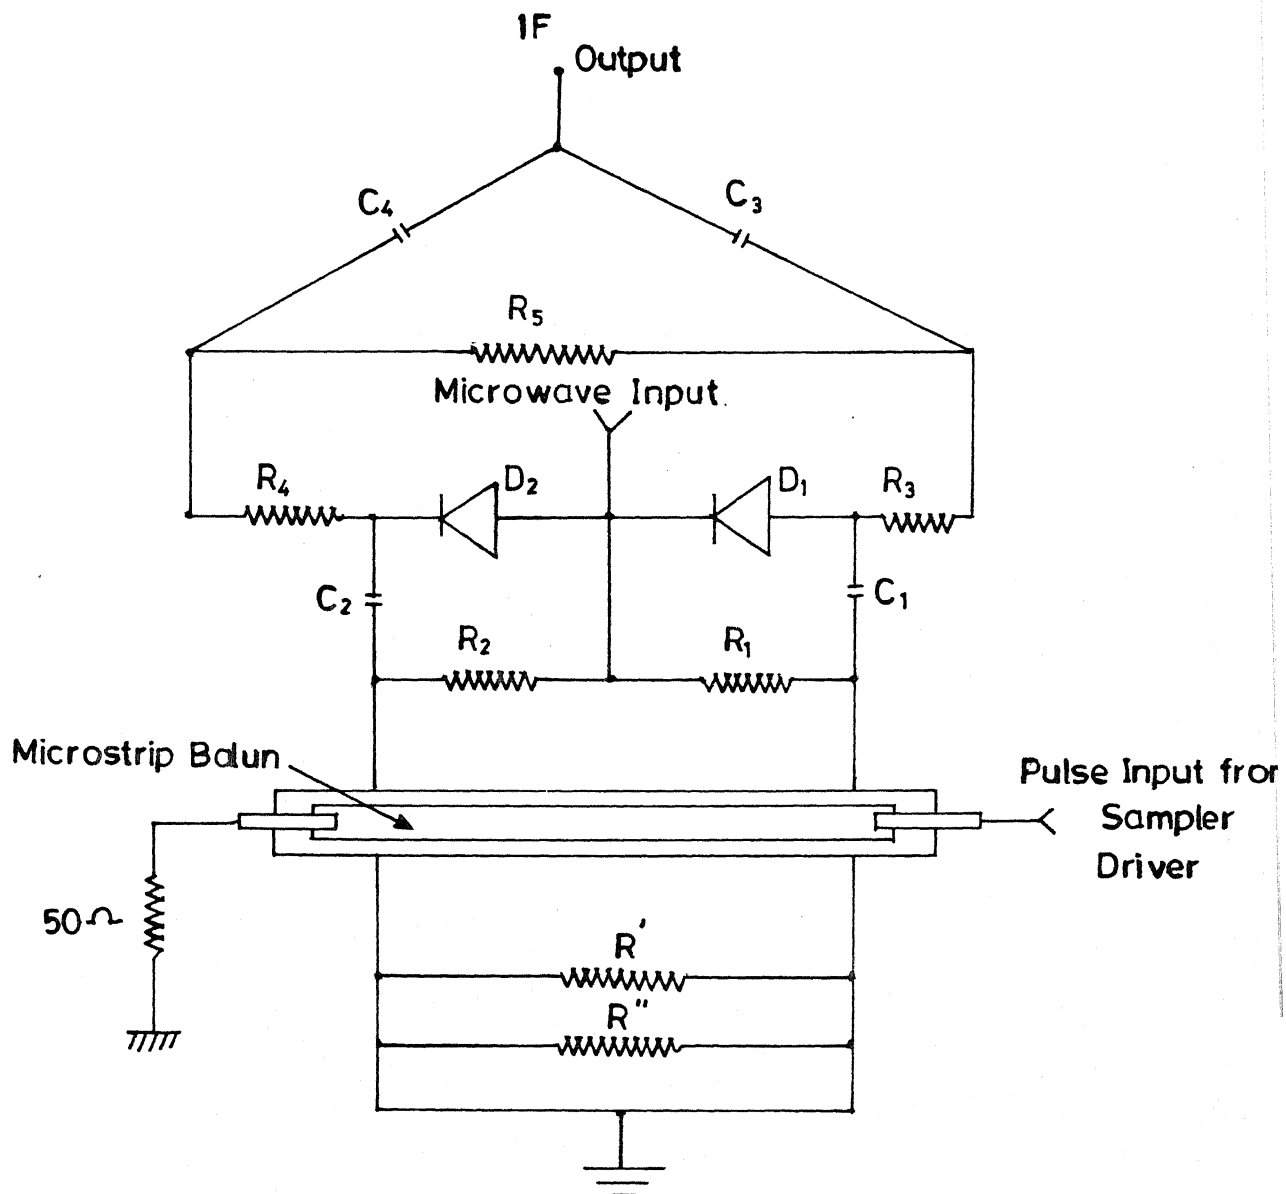 IF
Output
C4
C3
R5
Microwave Input
R4
D2
D1
R3
C2
C1
R2
R1
Microstrip Balun
Pulse Input from
Sampler
Driver
50Ω
R'
R"